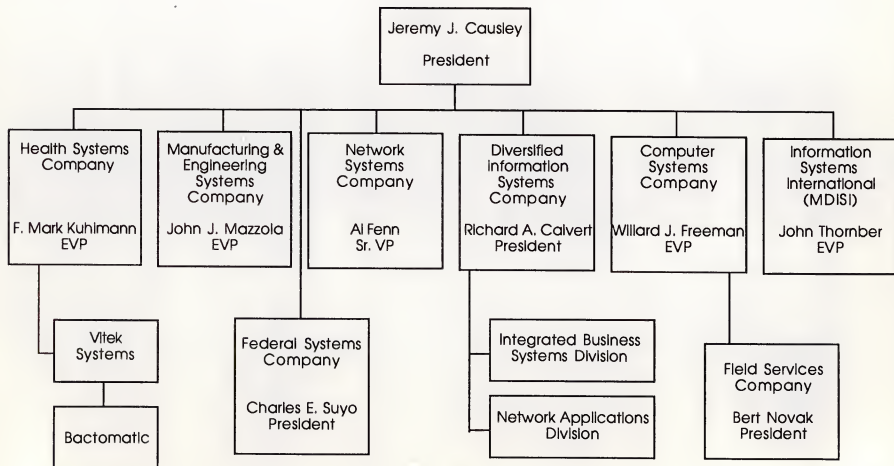 Jeremy J. Causley
President
Health Systems
Company
F. Mark Kuhlmann
EVP
Manufacturing &
Engineering
Systems
Company
John J. Mazzola
EVP
Network
Systems
Company
Al Fenn
Sr. VP
Diversified
Information
Systems
Company
Richard A. Calvert
President
Computer
Systems
Company
Willard J. Freeman
EVP
Information
Systems
International
(MDISI)
John Thornber
EVP
Vitek
Systems
Bactomatic
Federal Systems
Company
Charles E. Suyo
President
Integrated Business
Systems Division
Network Applications
Division
Field Services
Company
Bert Novak
President